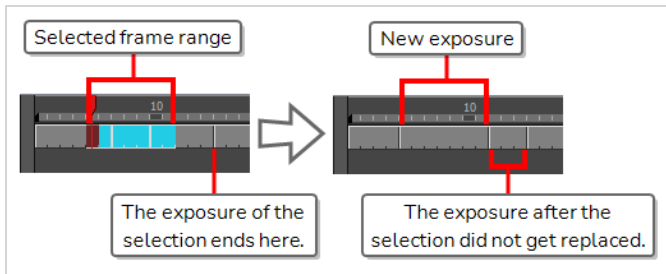 Selected frame range
New exposure
10
10
The exposure of the
selection ends here.
The exposure after the
selection did not get replaced.